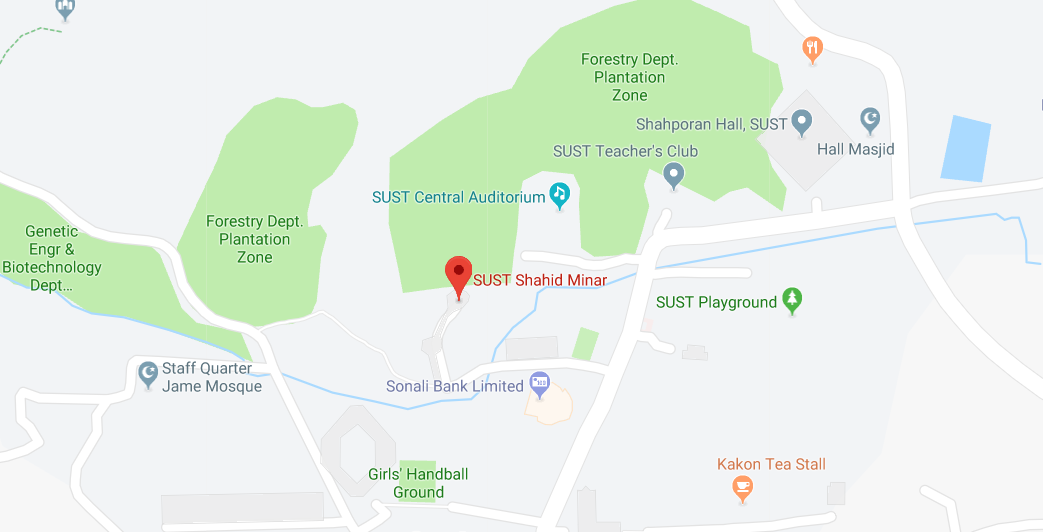 Forestry Dept.
Plantation
Zone
Shahporan Hall, SUST
Hall Masjid
SUST Teacher's Club
SUST Central Auditorium
Forestry Dept.
Plantation
Zone
Genetic
Engr &
Biotechnology
Dept...
SUST Shahid Minar
SUST Playground
Staff Quarter
Jame Mosque
Sonali Bank Limited
Girls' Handball
Ground
Kakon Tea Stall